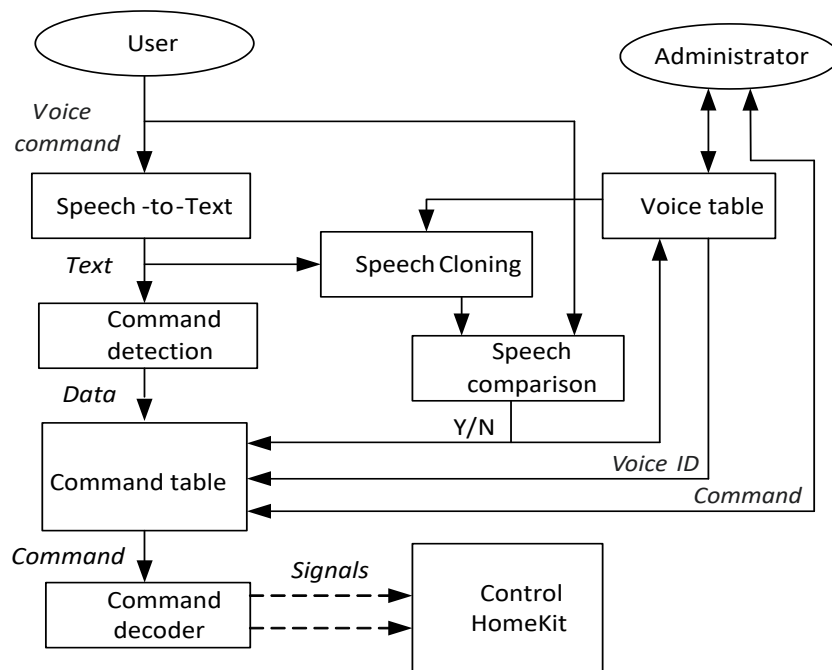 User
Administrator
Voice
command
Speech -to-Text
Voice table
Text
Speech Cloning
Command
detection
Speech
comparison
Data
Y/N
Voice ID
Command table
Command
Command
Signals
Command
decoder
Control
HomeKit